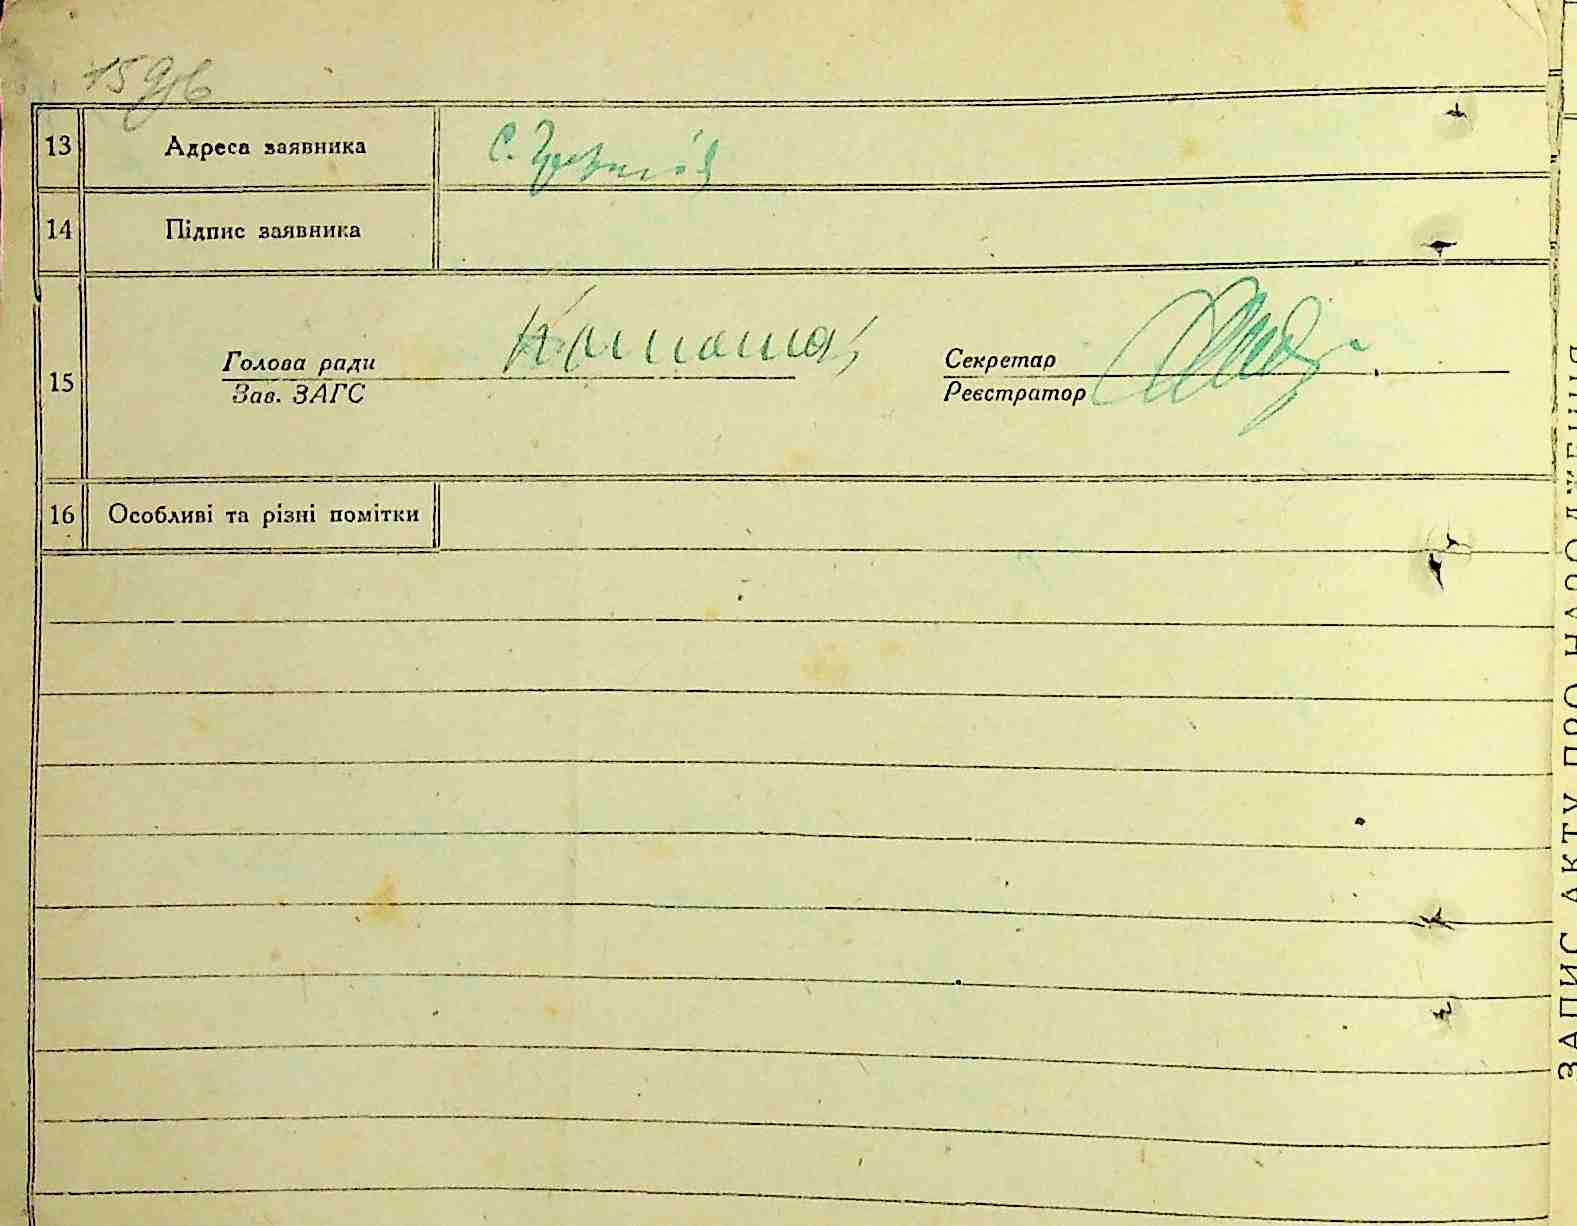 15
13 Адреса заявника с.
14 Підпис заявника
15 Голова ради
Зав. ЗАГС
Секретар
Реєстратор
16 Особливі та різні помітки
ЗАПИС АКТУ ПРО НАРОДЖЕННЯ